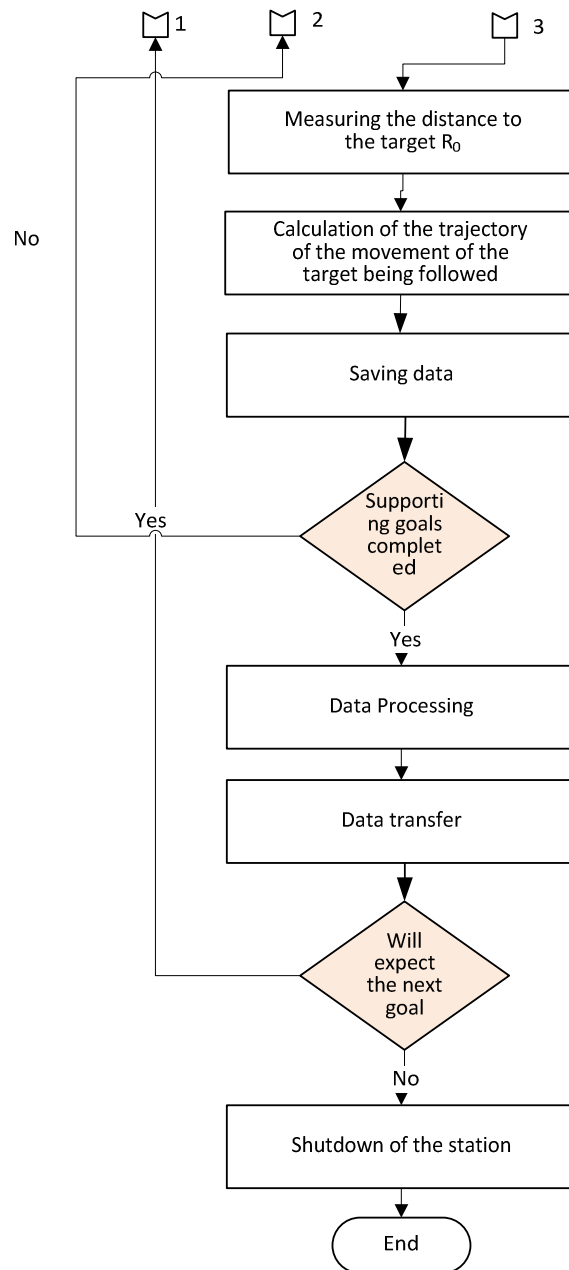 1
2
3
Measuring the distance to
the target R₀
No
Calculation of the trajectory
of the movement of the
target being followed
Saving data
Supporti
ng goals
complet
ed
Yes
Yes
Data Processing
Data transfer
Will
expect
the next
goal
No
Shutdown of the station
End